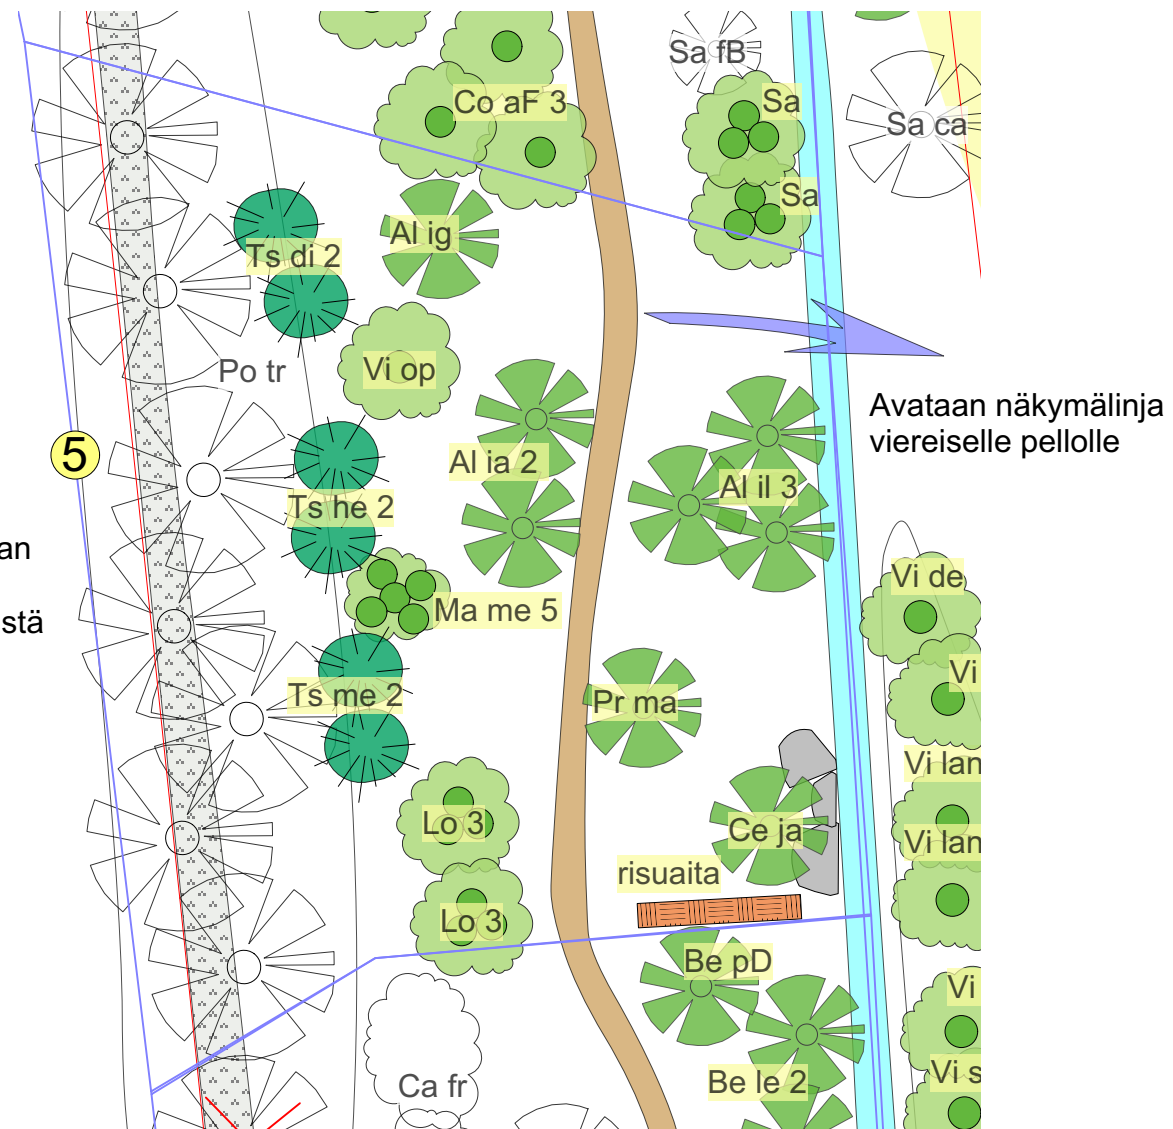 Sa fB
Co aF 3
Sa
Sa ca
Sa
Al ig
Ts di 2
Po tr
Vi op
Avataan näkymälinja
viereiselle pellolle
5
Al ia 2
Al il 3
Ts he 2
an
Vi de
Ma me 5
stä
Vi
Ts me 2
Pr ma
Vi lan
Lo 3
Ce ja
Vi lan
risuaita
Lo 3
Be pD
Vi
Ca fr
Be le 2
Vi s